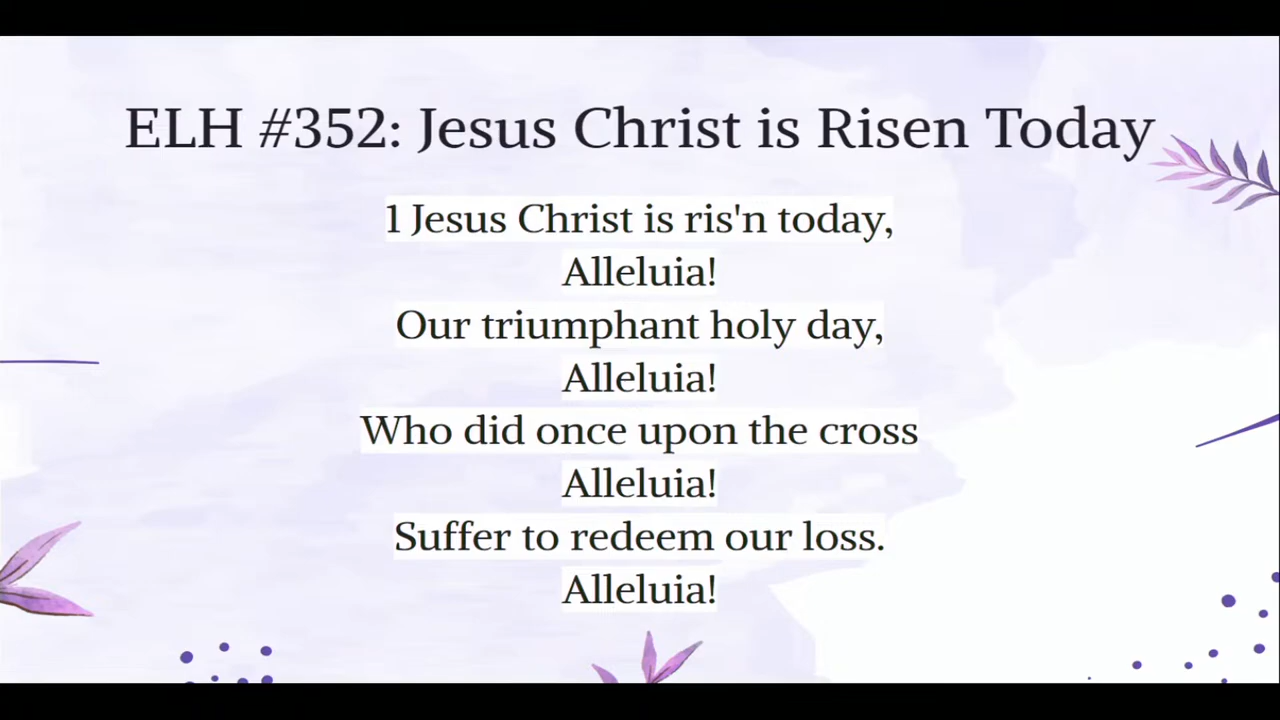 ELH #352: Jesus Christ is Risen Today
1 Jesus Christ is ris'n today,
Alleluia!
Our triumphant holy day,
Alleluia!
Who did once upon the cross
Alleluia!
Suffer to redeem our loss.
Alleluia!